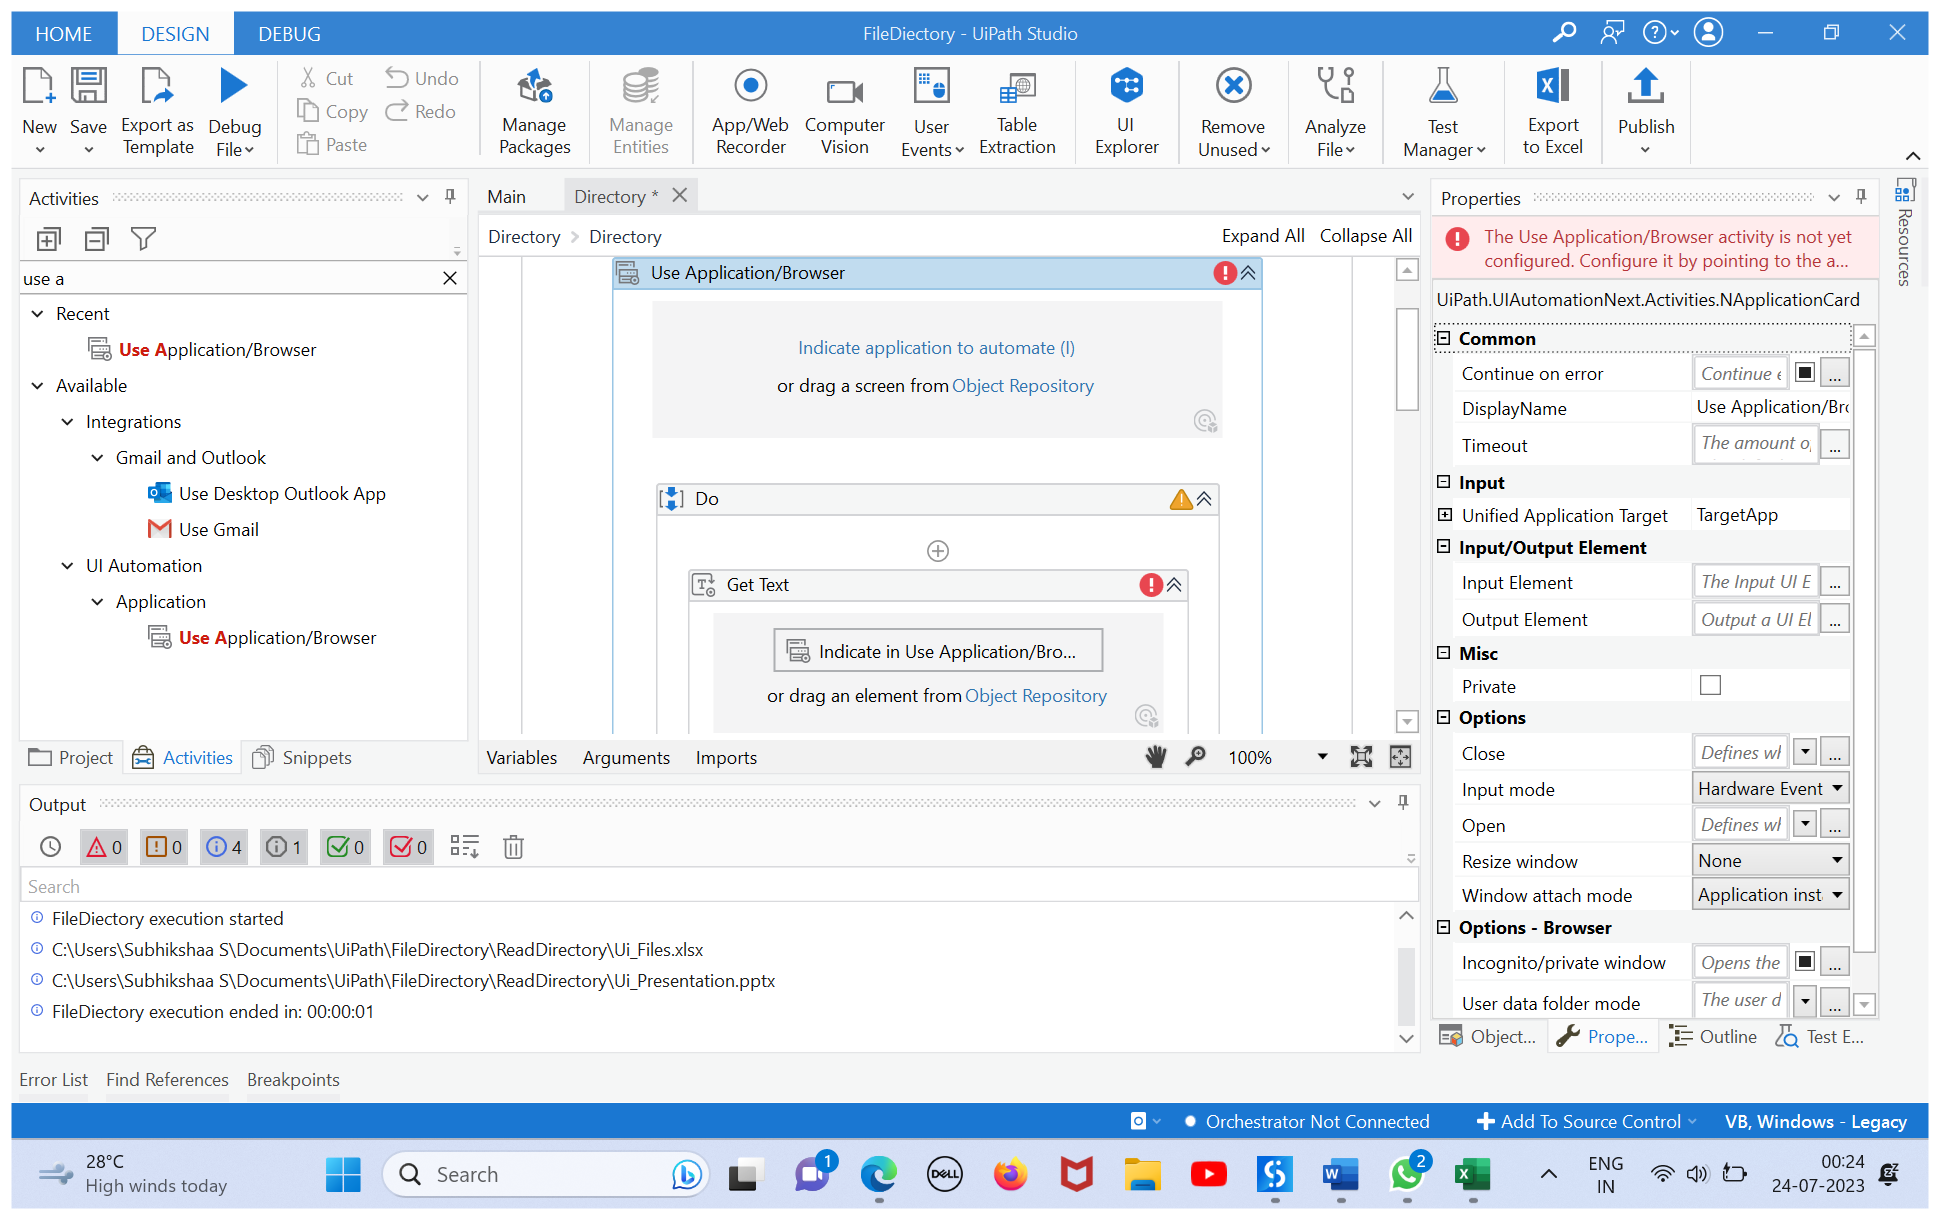 HOME
DESIGN
DEBUG
FileDiectory - UiPath Studio
New
Save
Export as
Template
Debug
File
Cut
Copy
Paste
Undo
Redo
Manage
Packages
Manage
Entities
App/Web
Recorder
Computer
Vision
User
Events
Table
Extraction
UI
Explorer
Remove
Unused
Analyze
File
Test
Manager
Export
to Excel
Publish
Activities
use a
Recent
Use Application/Browser
Available
Integrations
Gmail and Outlook
Use Desktop Outlook App
Use Gmail
UI Automation
Application
Use Application/Browser
Project
Activities
Snippets
Main
Directory *
Directory > Directory
Expand All
Collapse All
Use Application/Browser
Indicate application to automate (I)
or drag a screen from Object Repository
Do
Get Text
Indicate in Use Application/Bro...
or drag an element from Object Repository
Variables
Arguments
Imports
100%
Properties
The Use Application/Browser activity is not yet
configured. Configure it by pointing to the a...
UiPath.UIAutomationNext.Activities.NApplicationCard
Common
Continue on error
Continue e
...
DisplayName
Use Application/Bro
Timeout
The amount o
...
Input
Unified Application Target
TargetApp
Input/Output Element
Input Element
The Input UI E
...
Output Element
Output a UI El
...
Misc
Private
Options
Close
Defines wh
...
Input mode
Hardware Event
Open
Defines wh
...
Resize window
None
Window attach mode
Application inst
Options - Browser
Incognito/private window
Opens the
...
User data folder mode
The user d
...
Object...
Prope...
Outline
Test E...
Resources
Output
0
0
4
1
0
0
Search
FileDiectory execution started
C:\Users\Subhikshaa S\Documents\UiPath\FileDirectory\ReadDirectory\Ui_Files.xlsx
C:\Users\Subhikshaa S\Documents\UiPath\FileDirectory\ReadDirectory\Ui_Presentation.pptx
FileDiectory execution ended in: 00:00:01
Error List
Find References
Breakpoints
Orchestrator Not Connected
Add To Source Control
VB, Windows - Legacy
28°C
High winds today
Search
1
DELL
2
ENG
IN
00:24
24-07-2023